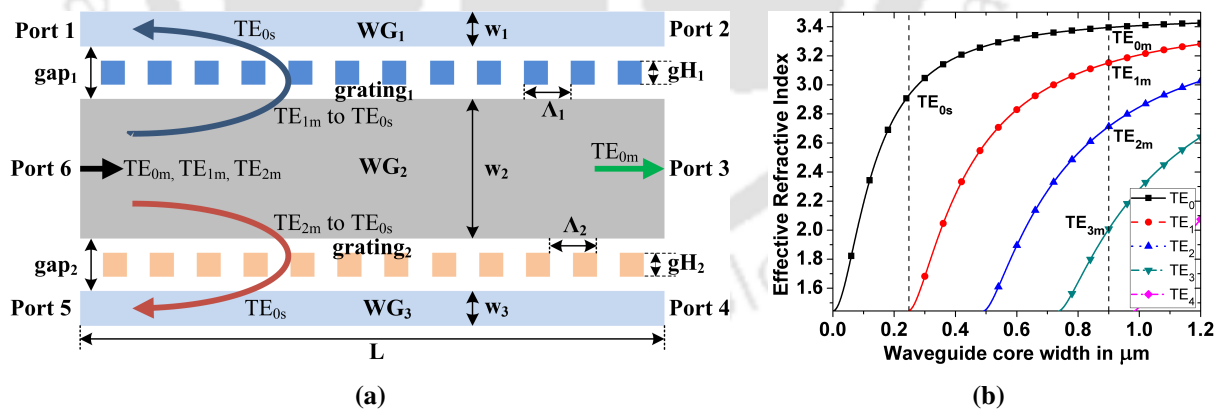 Port 1
TE0s
WG1
w1
Port 2
gap1
gH1
grating1
Λ1
TE1m to TE0s
Port 6
TE0m, TE1m, TE2m
WG2
w2
TE0m
Port 3
TE2m to TE0s
grating2
Λ2
gap2
gH2
Port 5
TE0s
WG3
w3
Port 4
L
(a)
Effective Refractive Index
3.4
3.2
3.0
2.8
2.6
2.4
2.2
2.0
1.8
1.6
TE0s
TE0m
TE1m
TE2m
TE3m
TE0
TE1
TE2
TE3
TE4
0.0 0.2 0.4 0.6 0.8 1.0 1.2
Waveguide core width in μm
(b)